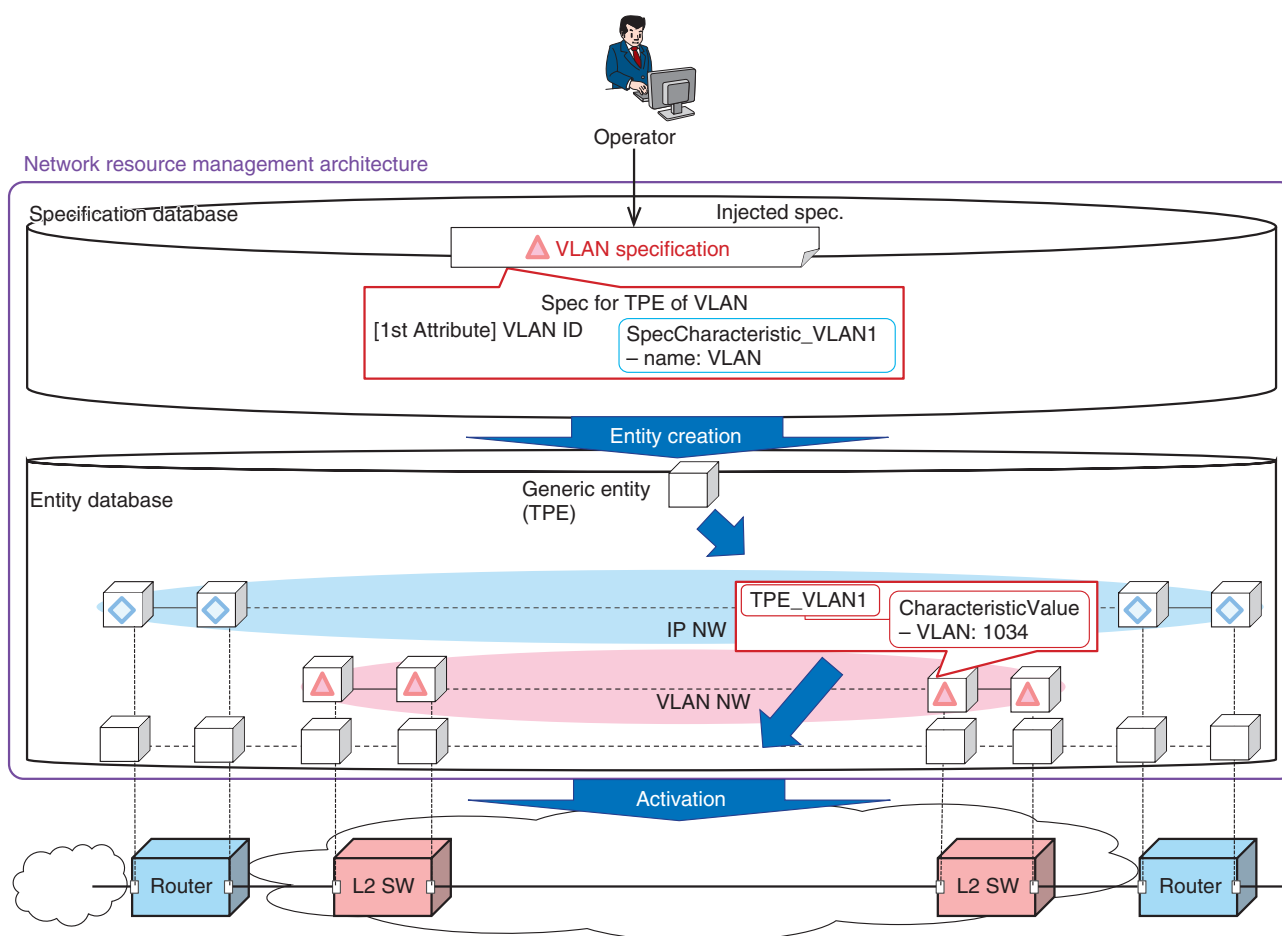 Operator
Network resource management architecture
Specification database
Injected spec.
VLAN specification
Spec for TPE of VLAN
[1st Attribute] VLAN ID
SpecCharacteristic_VLAN1
– name: VLAN
Entity creation
Entity database
Generic entity
(TPE)
TPE_VLAN1
CharacteristicValue
– VLAN: 1034
IP NW
VLAN NW
Activation
Router
L2 SW
L2 SW
Router